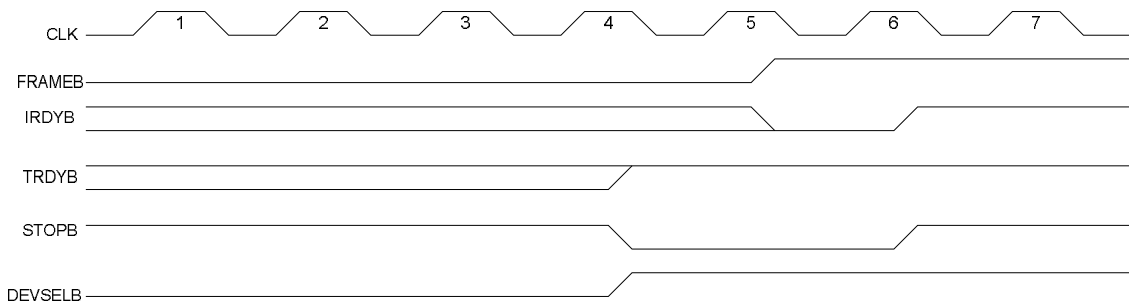 CLK 1 2 3 4 5 6 7
FRAMEB
IRDYB
TRDYB
STOPB
DEVSELB